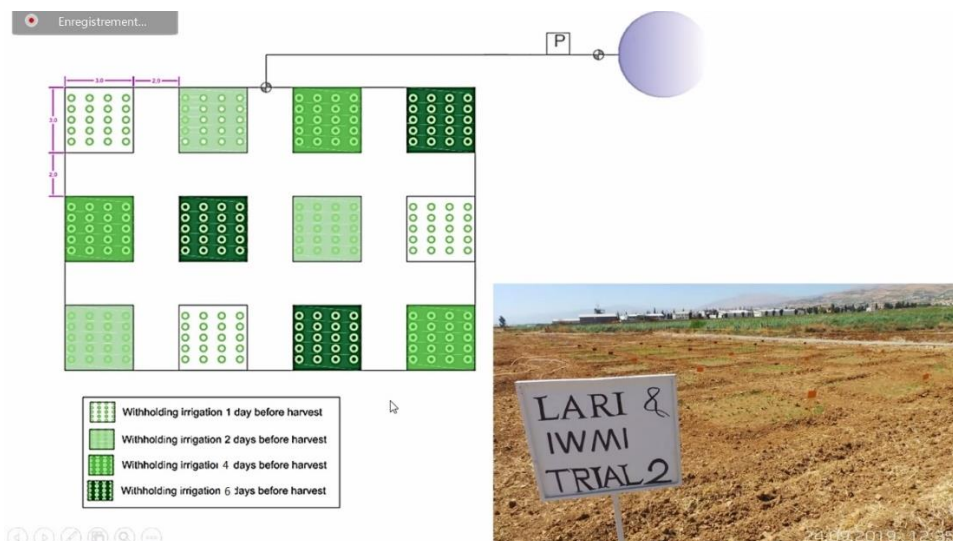 Enregistrement...
P
3.0
2.0
3.0
2.0
Withholding irrigation 1 day before harvest
Withholding irrigation 2 days before harvest
Withholding irrigation 4 days before harvest
Withholding irrigation 6 days before harvest
LARI &
IWMI
TRIAL 2